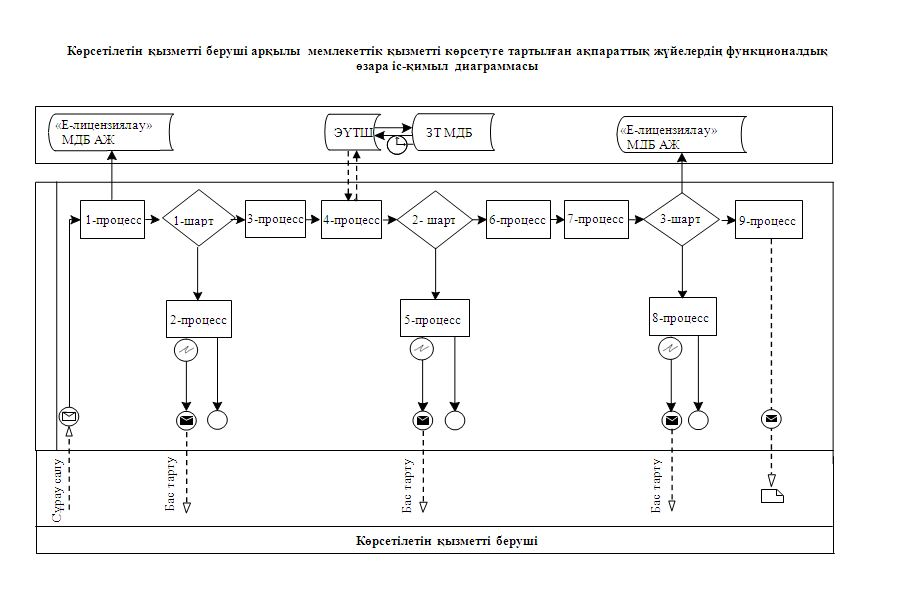 Көрсетілетін қызметті беруші арқылы мемлекеттік қызметті көрсетуге тартылған ақпараттық жүйелердің функционалдық
өзара іс-қимыл диаграммасы
«Е-лицензиялау»
МДБ АЖ
ЭҮТШ
ЗТ МДБ
«Е-лицензиялау»
МДБ АЖ
1-процесс
1-шарт
3-процесс
4-процесс
2- шарт
6-процесс
7-процесс
3-шарт
9-процесс
2-процесс
5-процесс
8-процесс
Сұрау салу
Бас тарту
Бас тарту
Бас тарту
Көрсетілетін қызметті беруші